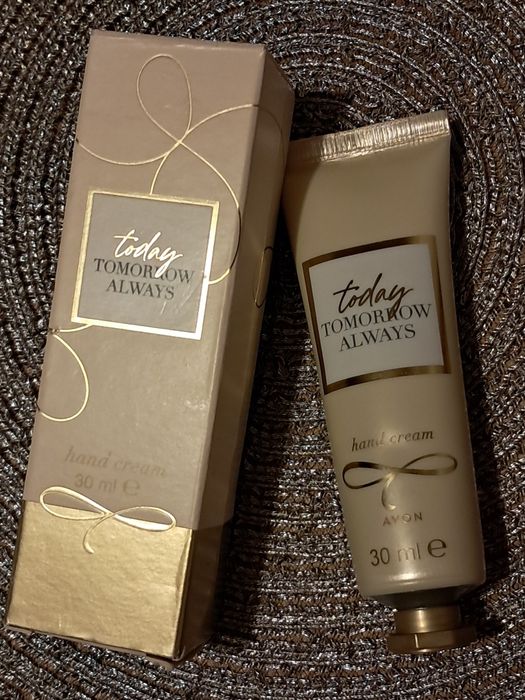 today
TOMORROW
ALWAYS
hand cream
30 ml e
today
TOMORROW
ALWAYS
hand cream
AVON
30 ml e